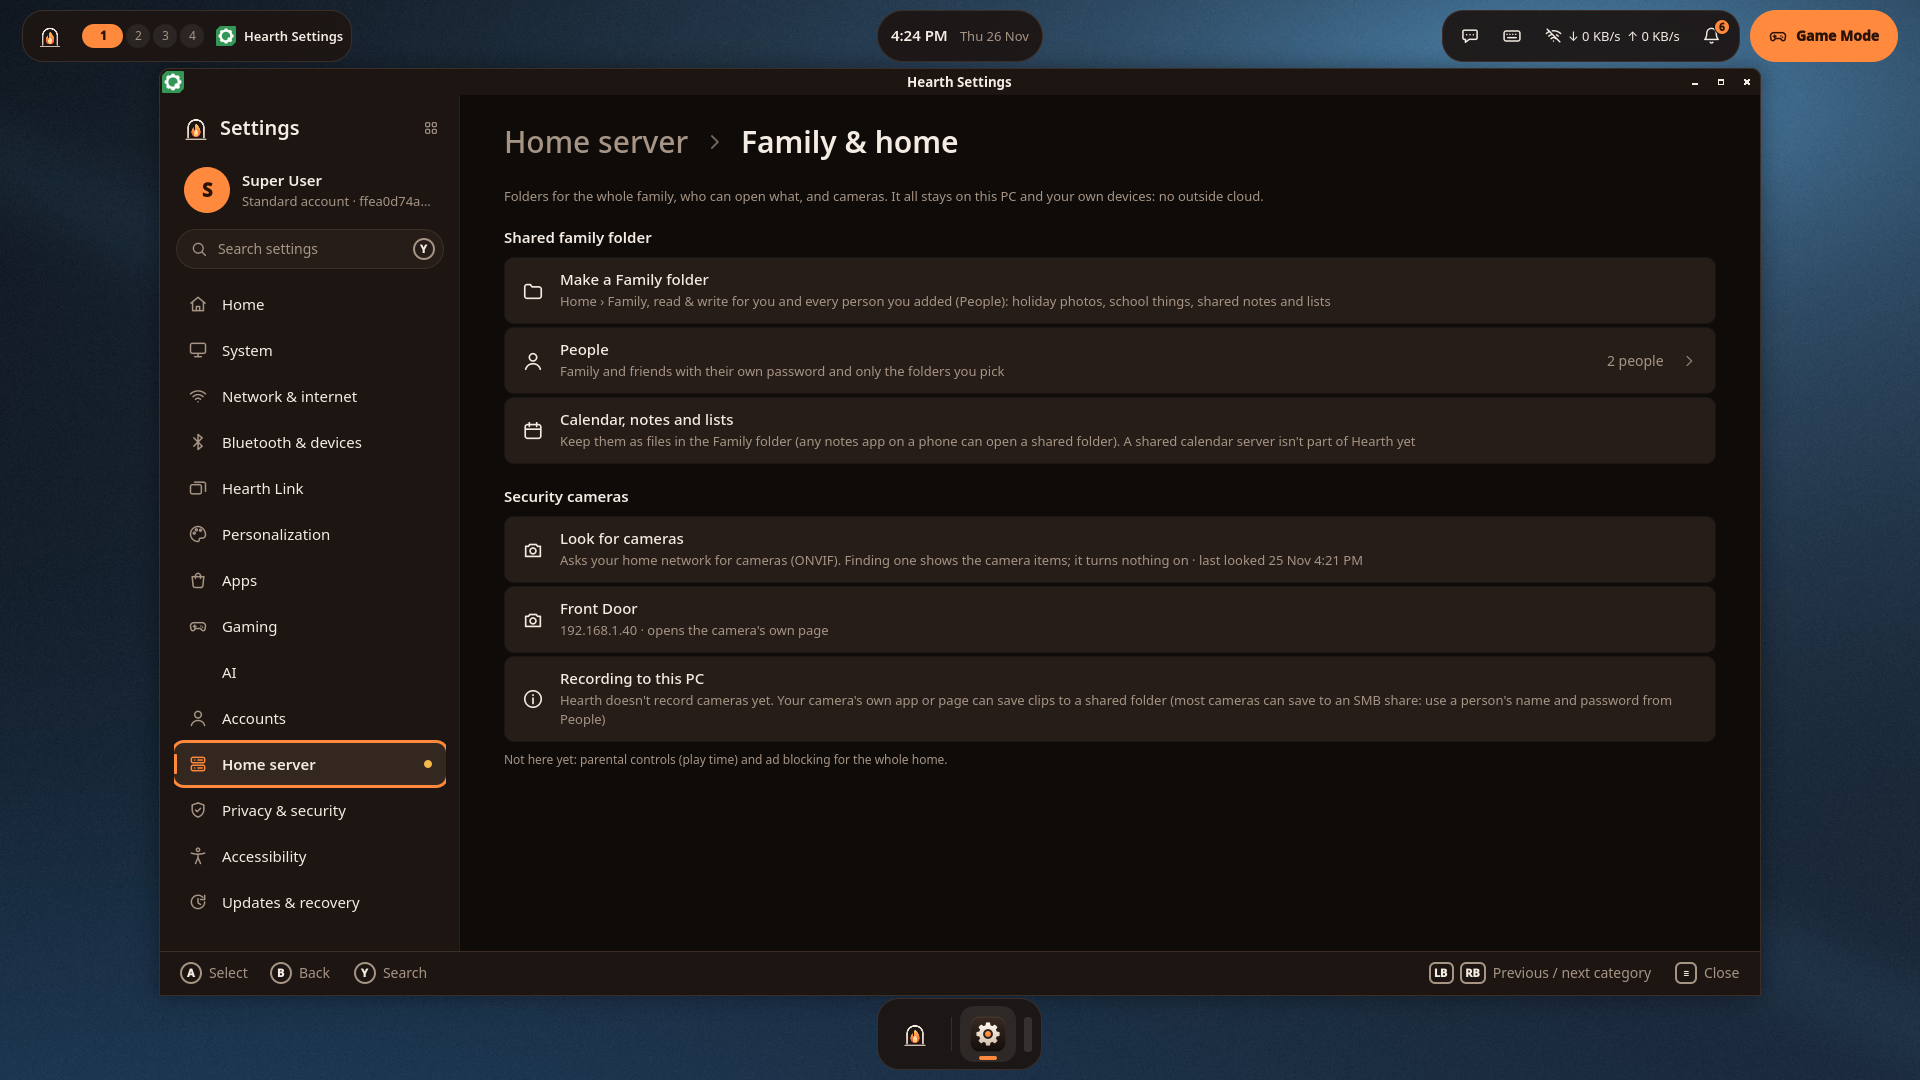 1 2 3 4 Hearth Settings
4:24 PM Thu 26 Nov
↓ 0 KB/s ↑ 0 KB/s
6
Game Mode
Hearth Settings
Settings
S
Super User
Standard account · ffea0d74a...
Search settings Y
Home
System
Network & internet
Bluetooth & devices
Hearth Link
Personalization
Apps
Gaming
AI
Accounts
Home server
Privacy & security
Accessibility
Updates & recovery
Home server > Family & home
Folders for the whole family, who can open what, and cameras. It all stays on this PC and your own devices: no outside cloud.
Shared family folder
Make a Family folder
Home › Family, read & write for you and every person you added (People): holiday photos, school things, shared notes and lists
People
Family and friends with their own password and only the folders you pick
2 people
Calendar, notes and lists
Keep them as files in the Family folder (any notes app on a phone can open a shared folder). A shared calendar server isn't part of Hearth yet
Security cameras
Look for cameras
Asks your home network for cameras (ONVIF). Finding one shows the camera items; it turns nothing on · last looked 25 Nov 4:21 PM
Front Door
192.168.1.40 · opens the camera's own page
Recording to this PC
Hearth doesn't record cameras yet. Your camera's own app or page can save clips to a shared folder (most cameras can save to an SMB share: use a person's name and password from
People)
Not here yet: parental controls (play time) and ad blocking for the whole home.
A Select B Back Y Search
LB RB Previous / next category ≡ Close